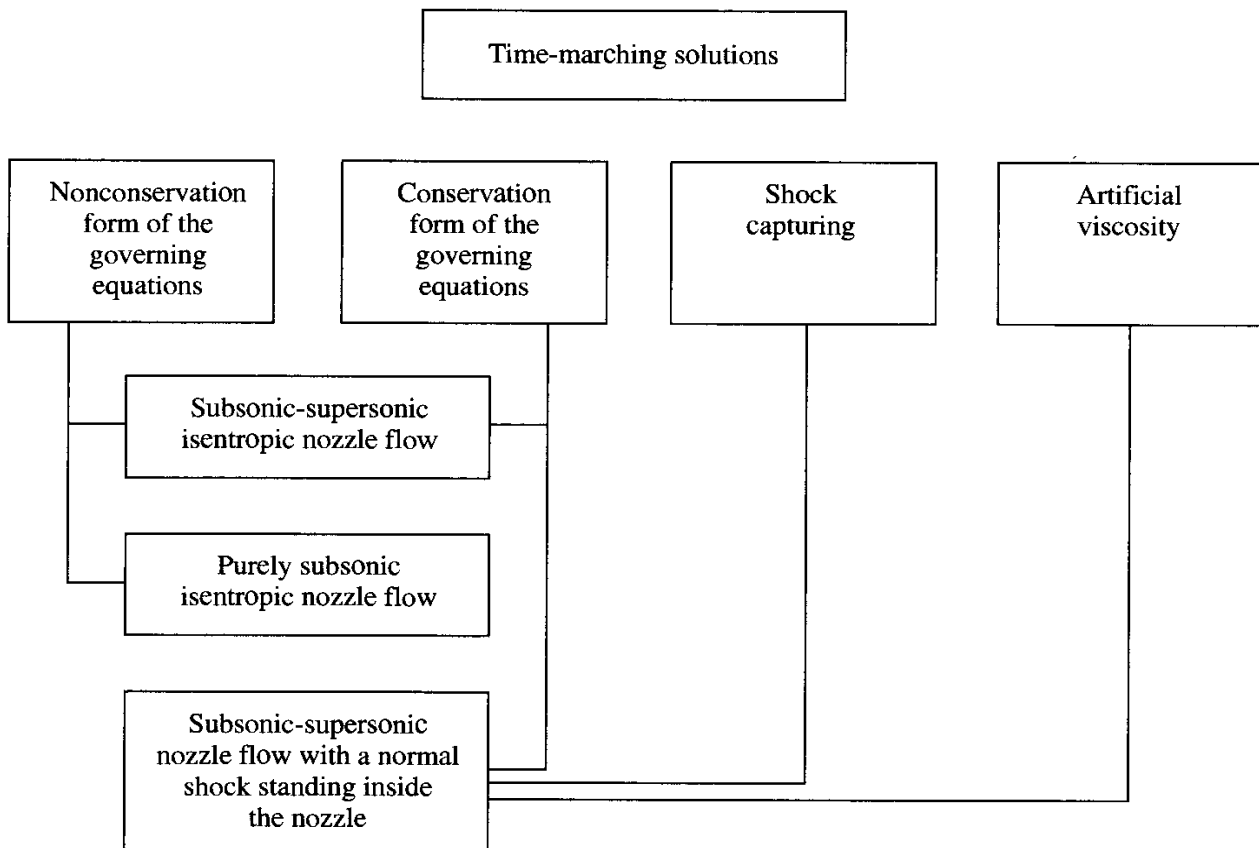 Time-marching solutions
Nonconservation
form of the
governing
equations
Conservation
form of the
governing
equations
Shock
capturing
Artificial
viscosity
Subsonic-supersonic
isentropic nozzle flow
Purely subsonic
isentropic nozzle flow
Subsonic-supersonic
nozzle flow with a normal
shock standing inside
the nozzle